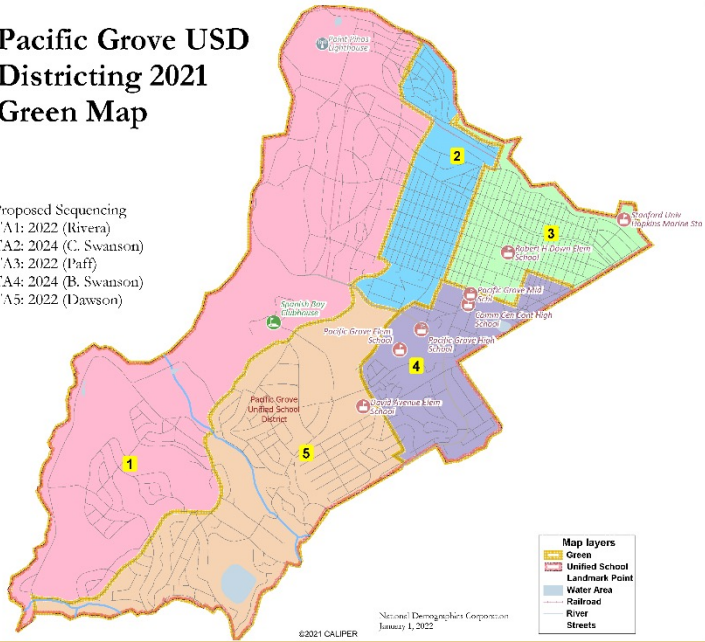 Pacific Grove USD
Districting 2021
Green Map
Proposed Sequencing
TA1: 2022 (Rivera)
TA2: 2024 (C. Swanson)
TA3: 2022 (Paff)
TA4: 2024 (B. Swanson)
TA5: 2022 (Dawson)
Point Pinos
Lighthouse
2
Stanford Univ
Hopkins Marine Sta
3
Robert H Down Elem
School
Pacific Grove Mid
Sch
Comm Cen Cont High
School
Spanish Bay
Clubhouse
Pacific Grove Elem
School
Pacific Grove High
School
4
Pacific Grove
Unified School
District
David Avenue Elem
School
5
1
Map layers
Green
Unified School
Landmark Point
Water Area
Railroad
River
Streets
National Demographics Corporation
January 1, 2022
©2021 CALIPER